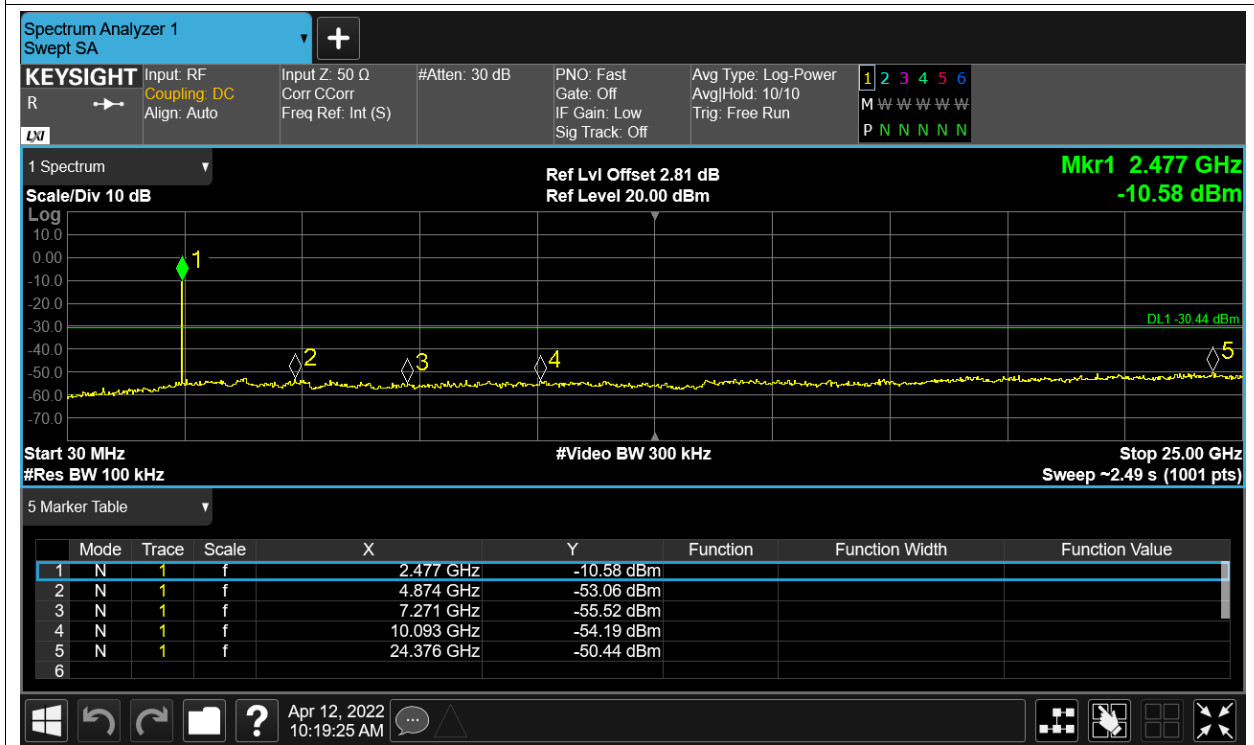 Spectrum Analyzer 1
Swept SA
KEYSIGHT
R
LXI
Input: RF
Coupling: DC
Align: Auto
Input Z: 50 Ω
Corr CCorr
Freq Ref: Int (S)
#Atten: 30 dB
PNO: Fast
Gate: Off
IF Gain: Low
Sig Track: Off
Avg Type: Log-Power
Avg|Hold: 10/10
Trig: Free Run
1 2 3 4 5 6
M W W W W W
P N N N N N
1 Spectrum
Scale/Div 10 dB
Ref Lvl Offset 2.81 dB
Ref Level 20.00 dBm
Mkr1 2.477 GHz
-10.58 dBm
Log
10.0
0.00
-10.0
-20.0
-30.0
-40.0
-50.0
-60.0
-70.0
1
2
3
4
5
DL1 -30.44 dBm
Start 30 MHz
#Video BW 300 kHz
Stop 25.00 GHz
#Res BW 100 kHz
Sweep ~2.49 s (1001 pts)
5 Marker Table
Mode Trace Scale X Y Function Function Width Function Value
1 N 1 f 2.477 GHz -10.58 dBm
2 N 1 f 4.874 GHz -53.06 dBm
3 N 1 f 7.271 GHz -55.52 dBm
4 N 1 f 10.093 GHz -54.19 dBm
5 N 1 f 24.376 GHz -50.44 dBm
6
?
Apr 12, 2022
10:19:25 AM